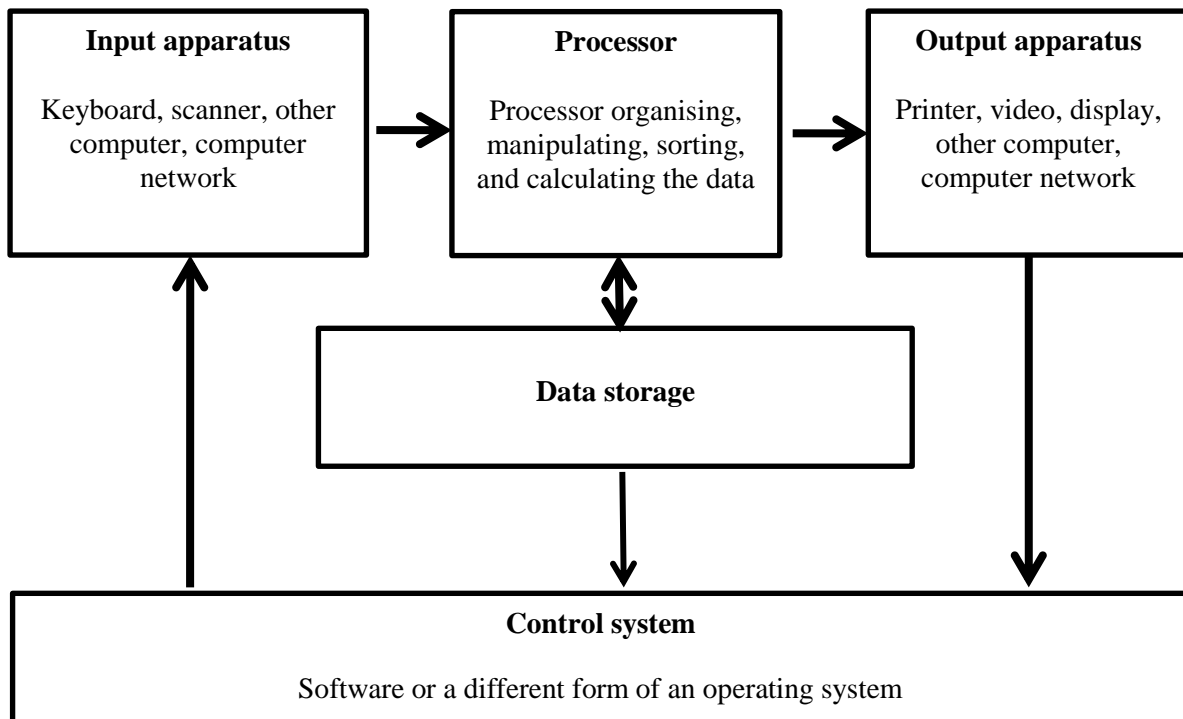 Input apparatus
Keyboard, scanner, other
computer, computer
network
Processor
Processor organising,
manipulating, sorting,
and calculating the data
Output apparatus
Printer, video, display,
other computer,
computer network
Data storage
Control system
Software or a different form of an operating system